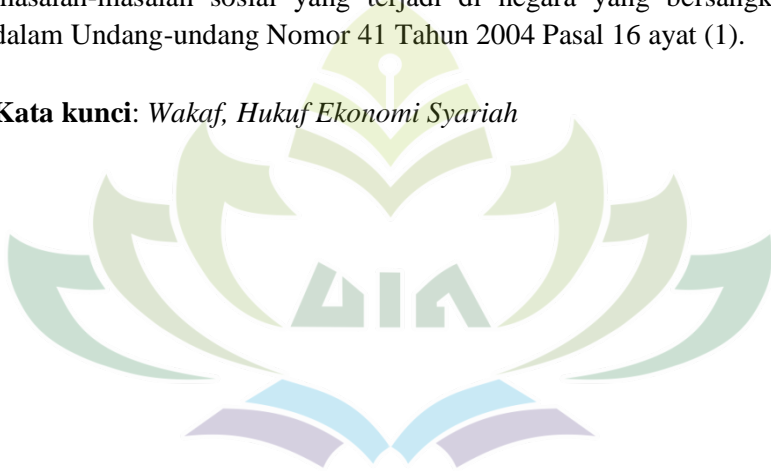 masalah-masalah sosial yang terjadi di negara yang
dalam Undang-undang Nomor 41 Tahun 2004 Pasal 16 ayat (1).
Kata kunci: Wakaf, Hukuf Ekonomi Syariah
UIN